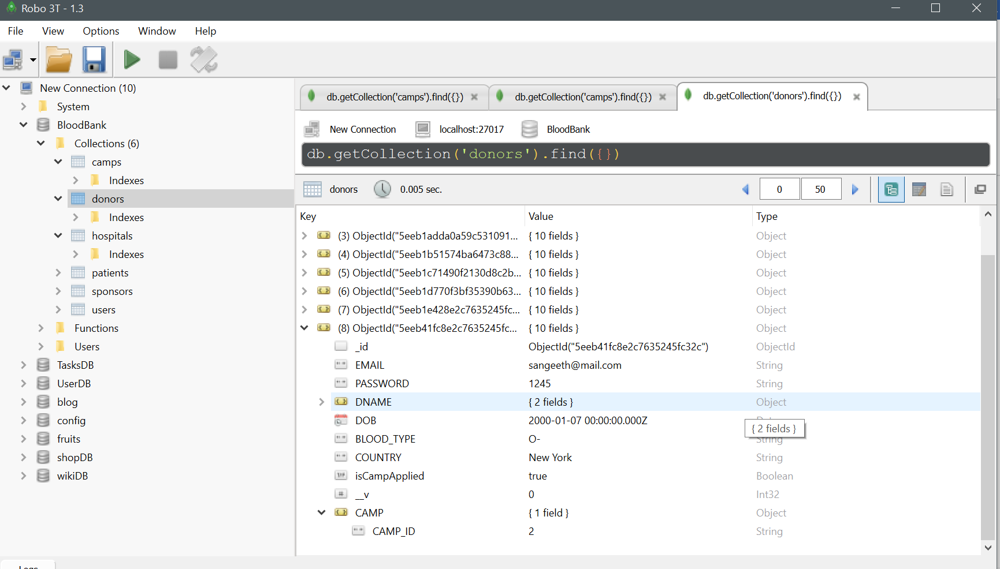 Robo 3T - 1.3
File View Options Window Help
New Connection (10)
System
BloodBank
Collections (6)
camps
Indexes
donors
Indexes
hospitals
Indexes
patients
sponsors
users
Functions
Users
TasksDB
UserDB
blog
config
fruits
shopDB
wikiDB
db.getCollection('camps').find({}) db.getCollection('camps').find({}) db.getCollection('donors').find({})
New Connection localhost:27017 BloodBank
db.getCollection('donors').find({})
donors 0.005 sec. 0 50
Key Value Type
(3) ObjectId("5eeb1adda0a59c531091... { 10 fields } Object
(4) ObjectId("5eeb1b51574ba6473c88... { 10 fields } Object
(5) ObjectId("5eeb1c71490f2130d8c2b... { 10 fields } Object
(6) ObjectId("5eeb1d770f3bf35390b63... { 10 fields } Object
(7) ObjectId("5eeb1e428e2c7635245fc... { 10 fields } Object
(8) ObjectId("5eeb41fc8e2c7635245fc... { 10 fields } Object
_id ObjectId("5eeb41fc8e2c7635245fc32c") ObjectId
EMAIL sangeeth@mail.com String
PASSWORD 1245 String
DNAME { 2 fields } Object
DOB 2000-01-07 00:00:00.000Z
{ 2 fields }
BLOOD_TYPE O- String
COUNTRY New York String
isCampApplied true Boolean
__v 0 Int32
CAMP { 1 field } Object
CAMP_ID 2 String